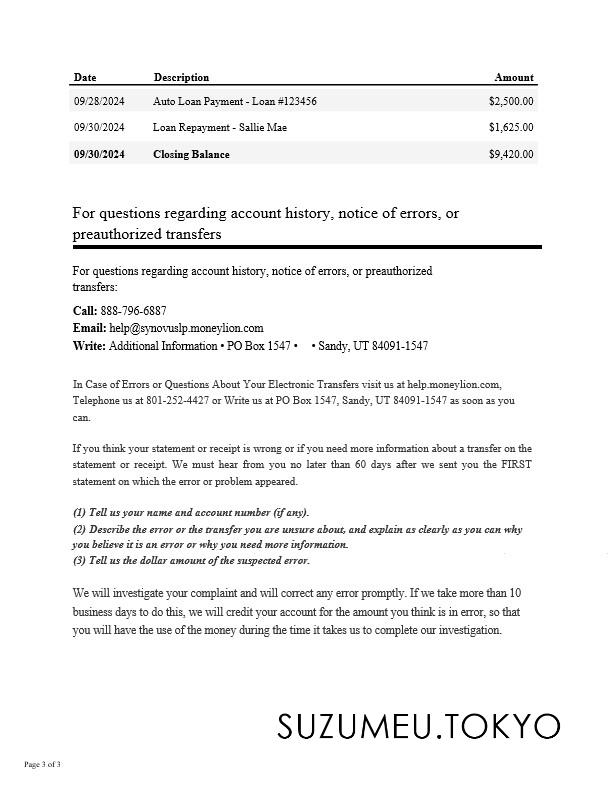 Date Description Amount
09/28/2024 Auto Loan Payment - Loan #123456 $2,500.00
09/30/2024 Loan Repayment - Sallie Mae $1,625.00
09/30/2024 Closing Balance $9,420.00
For questions regarding account history, notice of errors, or
preauthorized transfers
For questions regarding account history, notice of errors, or preauthorized
transfers:
Call: 888-796-6887
Email: help@synovuslp.moneylion.com
Write: Additional Information • PO Box 1547 • • Sandy, UT 84091-1547
In Case of Errors or Questions About Your Electronic Transfers visit us at help.moneylion.com,
Telephone us at 801-252-4427 or Write us at PO Box 1547, Sandy, UT 84091-1547 as soon as you
can.
If you think your statement or receipt is wrong or if you need more information about a transfer on the
statement or receipt. We must hear from you no later than 60 days after we sent you the FIRST
statement on which the error or problem appeared.
(1) Tell us your name and account number (if any).
(2) Describe the error or the transfer you are unsure about, and explain as clearly as you can why
you believe it is an error or why you need more information.
(3) Tell us the dollar amount of the suspected error.
We will investigate your complaint and will correct any error promptly. If we take more than 10
business days to do this, we will credit your account for the amount you think is in error, so that
you will have the use of the money during the time it takes us to complete our investigation.
SUZUMEU.TOKYO
Page 3 of 3